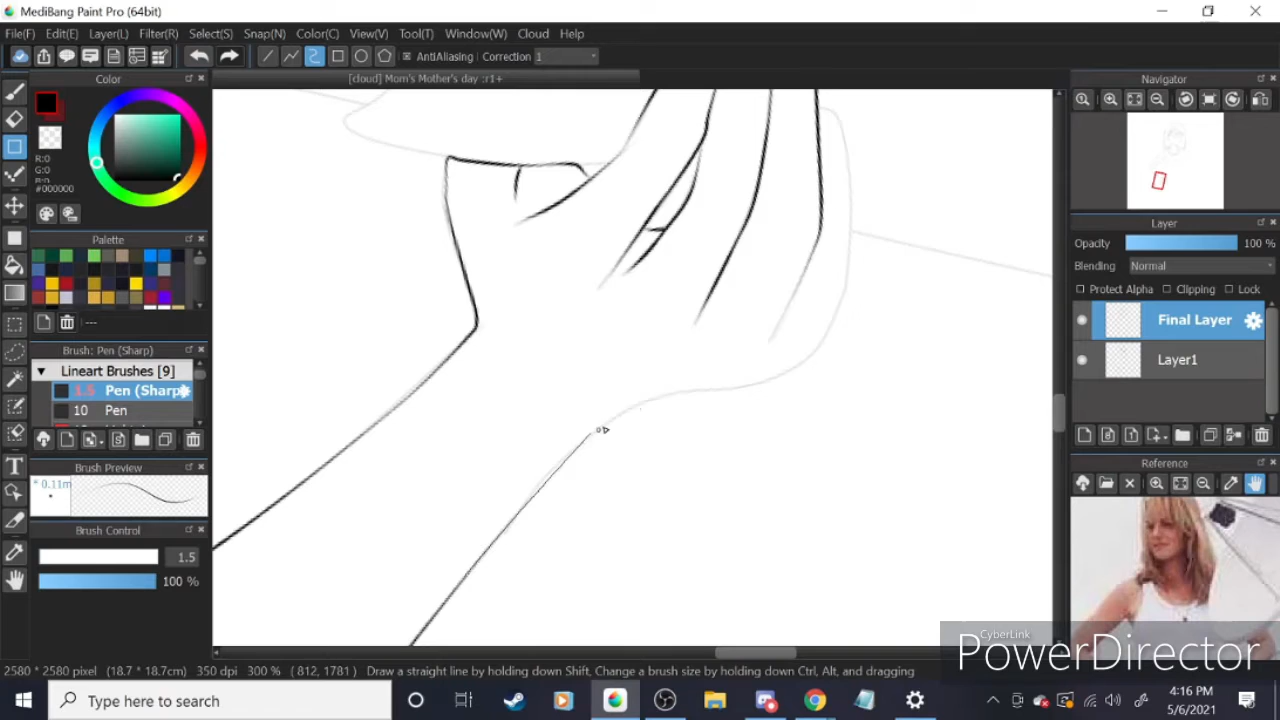 MediBang Paint Pro (64bit)
File(F) Edit(E) Layer(L) Filter(R) Select(S) Snap(N) Color(C) View(V) Tool(T) Window(W) Cloud Help
AntiAliasing Correction 1
Color
[cloud] Mom's Mother's day :r1+
Navigator
R:0
G:0
B:0
#000000
Palette
---
Layer
Opacity 100 %
Blending Normal
Protect Alpha Clipping Lock
Final Layer
Layer1
Brush: Pen (Sharp)
Lineart Brushes [9]
1.5 Pen (Sharp
10 Pen
Brush Preview
* 0.11m
Brush Control
1.5
100 %
Reference
T
CyberLink
PowerDirector
2580 * 2580 pixel (18.7 * 18.7cm) 350 dpi 300 % ( 812, 1781 ) Draw a straight line by holding down Shift, Change a brush size by holding down Ctrl, Alt, and dragging
Type here to search
4:16 PM
5/6/2021